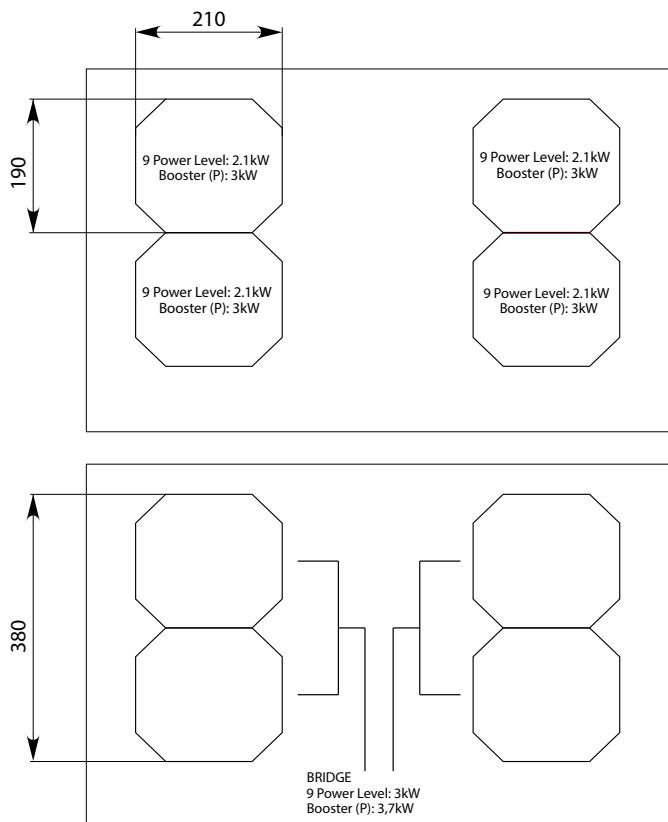 210
190
9 Power Level: 2.1kW
Booster (P): 3kW
9 Power Level: 2.1kW
Booster (P): 3kW
9 Power Level: 2.1kW
Booster (P): 3kW
9 Power Level: 2.1kW
Booster (P): 3kW
380
BRIDGE
9 Power Level: 3kW
Booster (P): 3,7kW